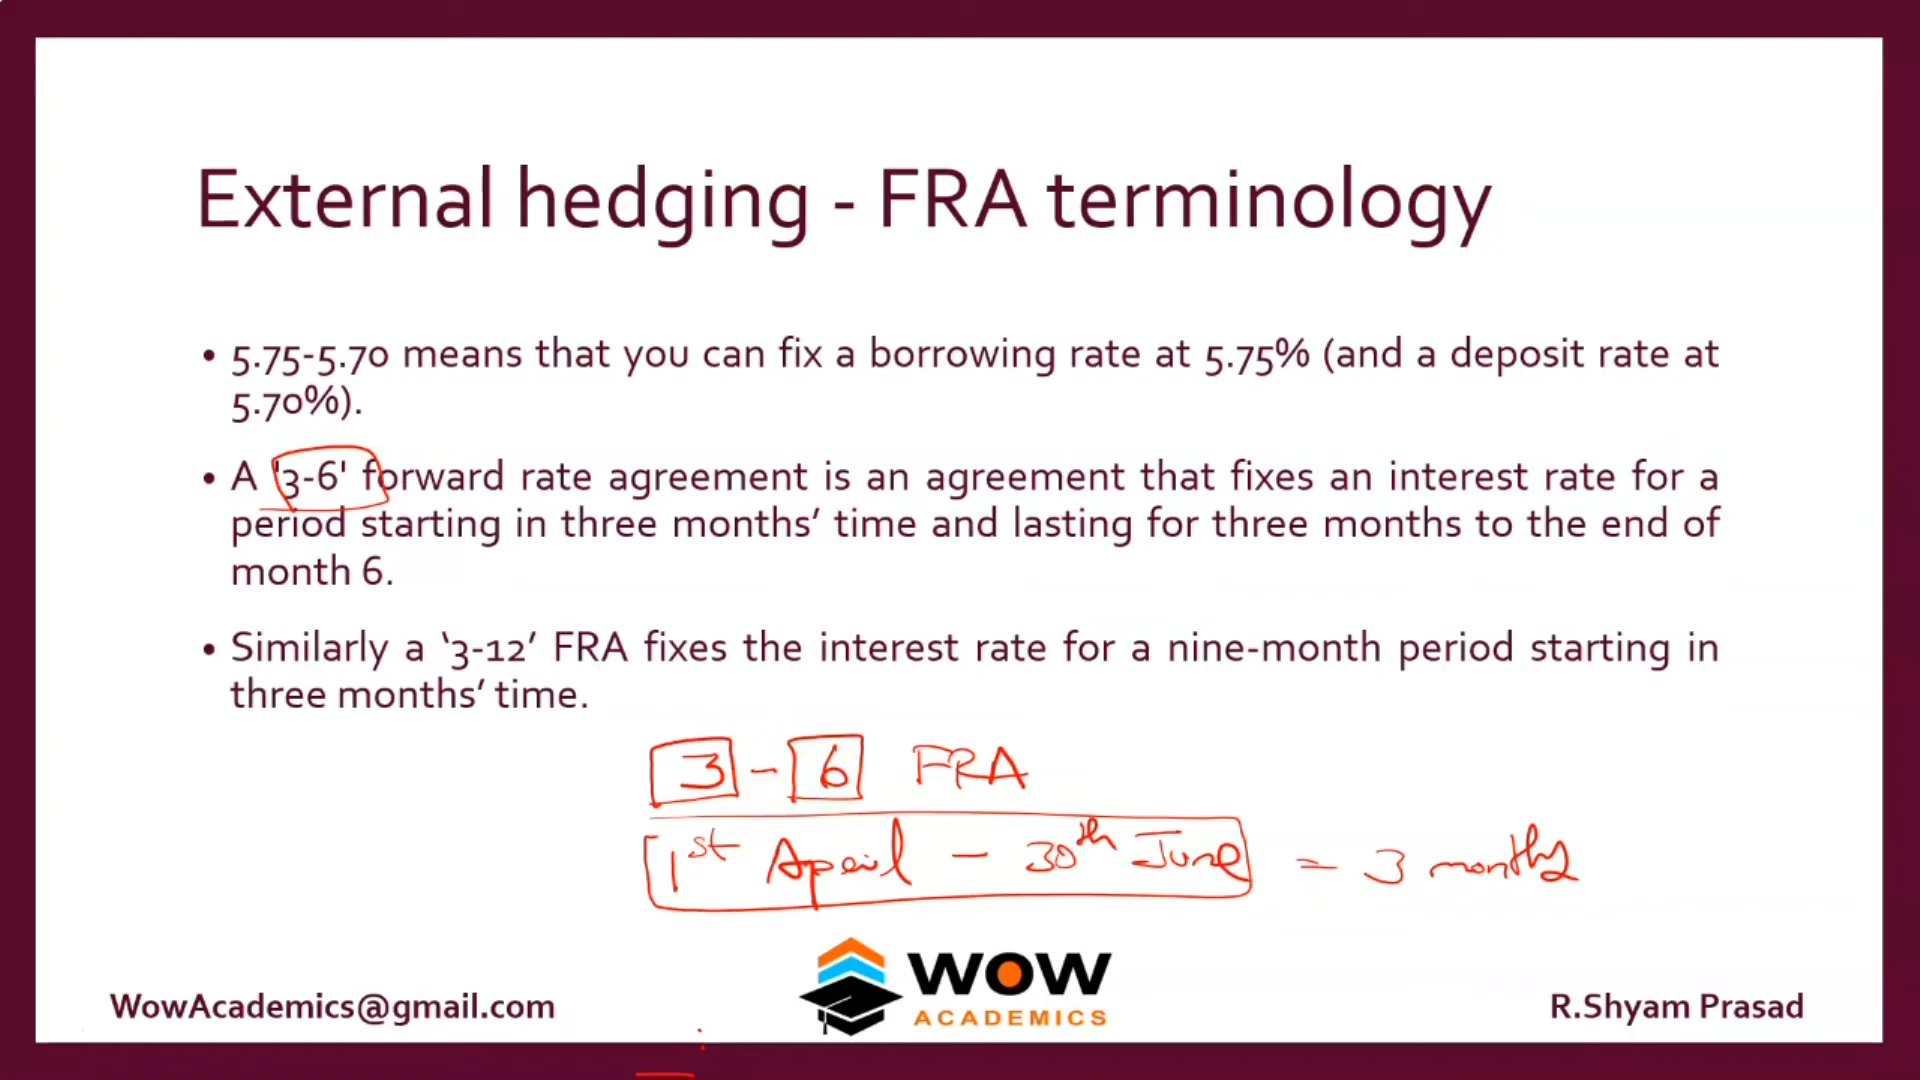 External hedging - FRA terminology
• 5.75-5.70 means that you can fix a borrowing rate at 5.75% (and a deposit rate at
5.70%).
• A '3-6' forward rate agreement is an agreement that fixes an interest rate for a
period starting in three months’ time and lasting for three months to the end of
month 6.
• Similarly a ‘3-12’ FRA fixes the interest rate for a nine-month period starting in
three months’ time.
3 - 6 FRA
1st April - 30th June = 3 months
WOW
ACADEMICS
WowAcademics@gmail.com
R.Shyam Prasad